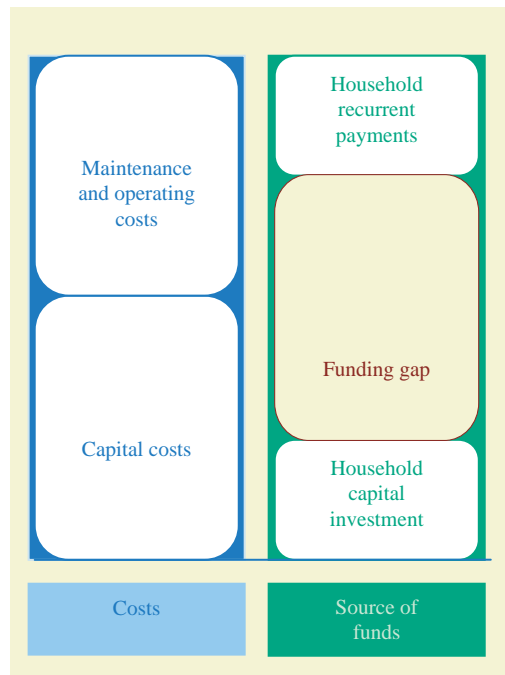 Maintenance
and operating
costs
Capital costs
Household
recurrent
payments
Funding gap
Household
capital
investment
Costs
Source of
funds